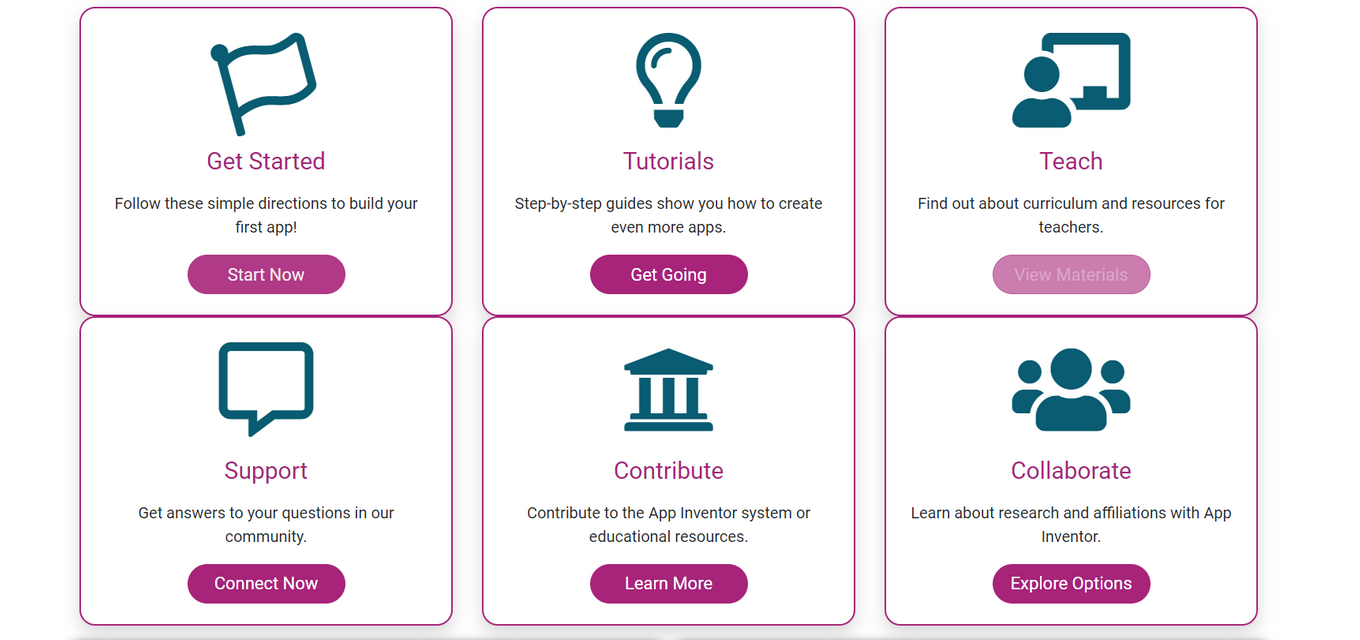 Get Started
Follow these simple directions to build your
first app!
Start Now
Tutorials
Step-by-step guides show you how to create
even more apps.
Get Going
Teach
Find out about curriculum and resources for
teachers.
View Materials
Support
Get answers to your questions in our
community.
Connect Now
Contribute
Contribute to the App Inventor system or
educational resources.
Learn More
Collaborate
Learn about research and affiliations with App
Inventor.
Explore Options